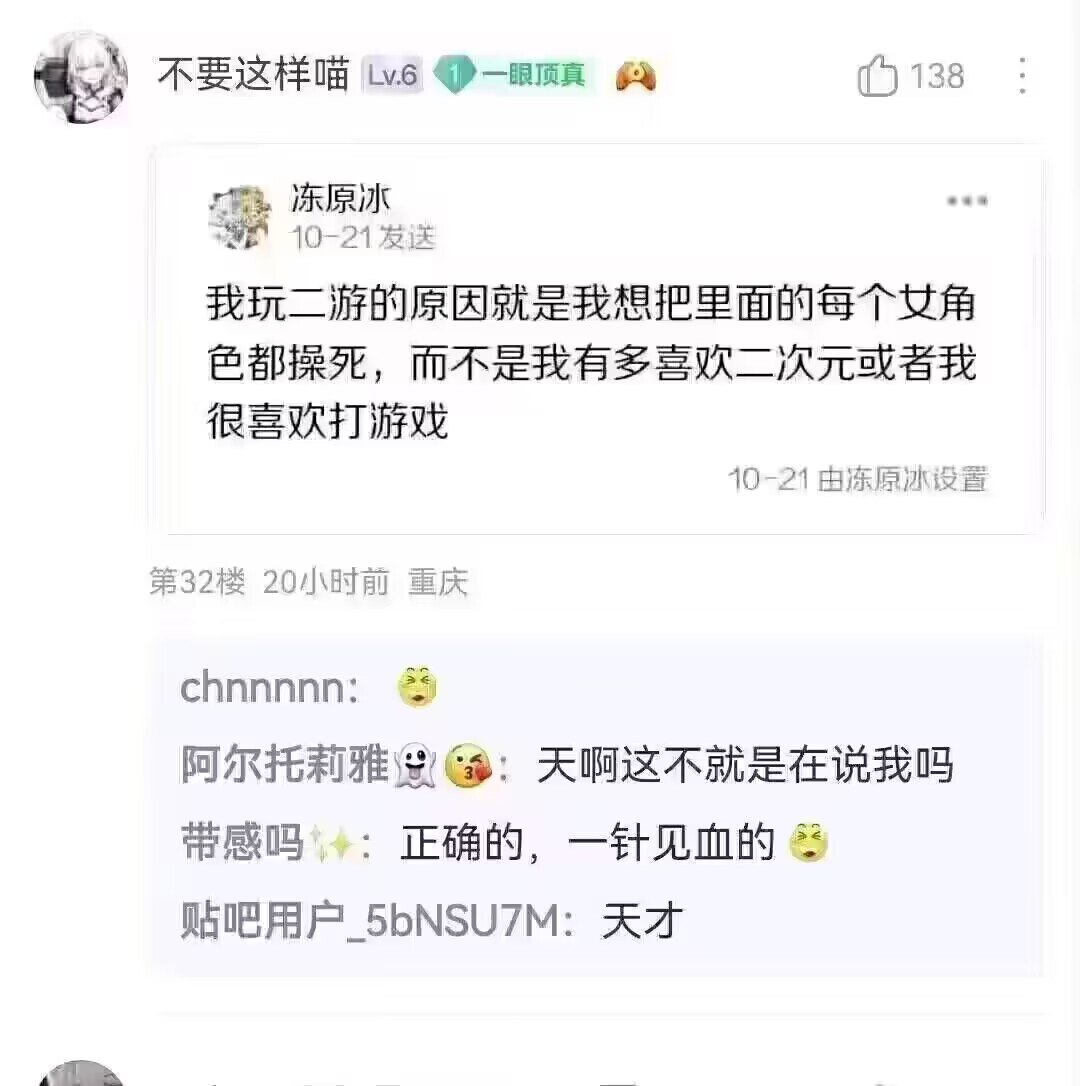 不要这样喵 Lv.6 1 一眼顶真 138
冻原冰
10-21发送
我玩二游的原因就是我想把里面的每个女角
色都操死，而不是我有多喜欢二次元或者我
很喜欢打游戏
10-21 由冻原冰设置
第32楼 20小时前 重庆
chnnnnn：
阿尔托莉雅👻😘：天啊这不就是在说我吗
带感吗✨：正确的，一针见血的
贴吧用户_5bNSU7M：天才